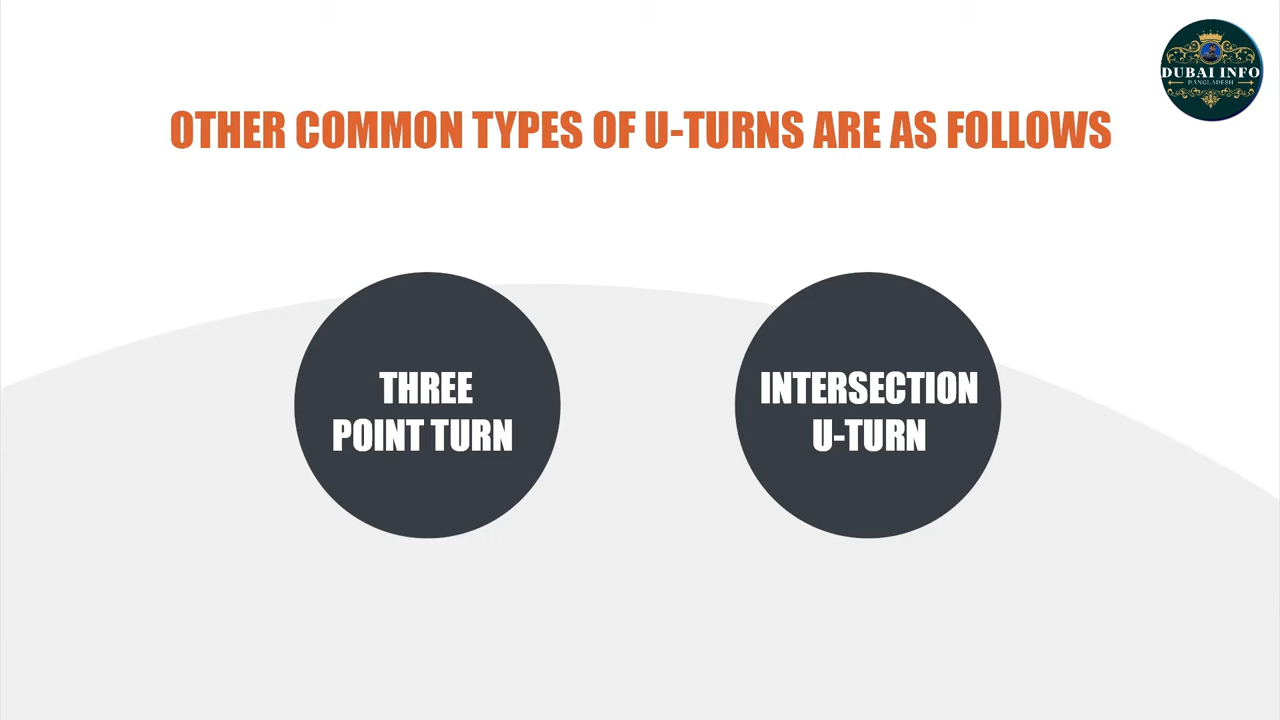 DUBAI INFO
BANGLADESH
OTHER COMMON TYPES OF U-TURNS ARE AS FOLLOWS
THREE
POINT TURN
INTERSECTION
U-TURN